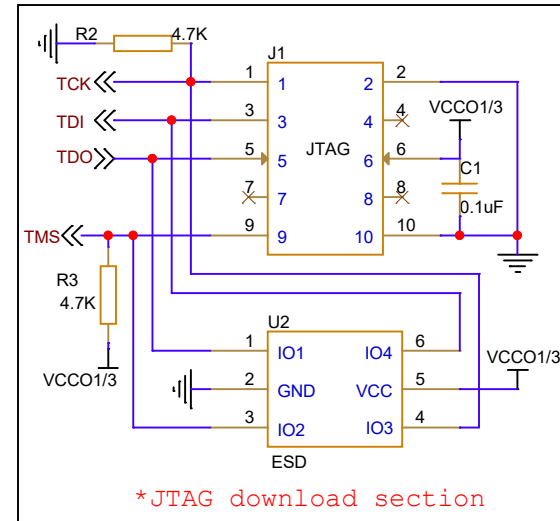 R2 4.7K
J1
TCK 1 1 2 2
TDI 3 3 4 4 VCCO1/3
TDO 5 5 JTAG 6 6
C1
7 7 8 8 0.1uF
TMS 9 9 10 10
R3
4.7K
U2
1 IO1 IO4 6
VCCO1/3 2 GND VCC 5 VCCO1/3
3 IO2 IO3 4
ESD
*JTAG download section